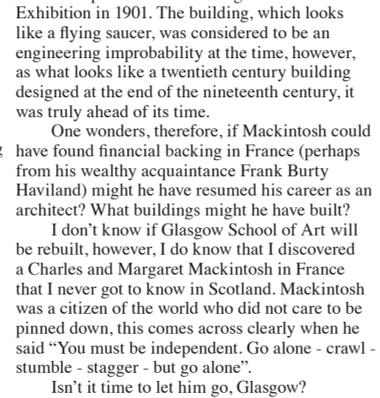 Exhibition in 1901. The building, which looks
like a flying saucer, was considered to be an
engineering improbability at the time, however,
as what looks like a twentieth century building
designed at the end of the nineteenth century, it
was truly ahead of its time.
One wonders, therefore, if Mackintosh could
have found financial backing in France (perhaps
from his wealthy acquaintance Frank Burty
Haviland) might he have resumed his career as an
architect? What buildings might he have built?
I don’t know if Glasgow School of Art will
be rebuilt, however, I do know that I discovered
a Charles and Margaret Mackintosh in France
that I never got to know in Scotland. Mackintosh
was a citizen of the world who did not care to be
pinned down, this comes across clearly when he
said “You must be independent. Go alone - crawl -
stumble - stagger - but go alone”.
Isn’t it time to let him go, Glasgow?